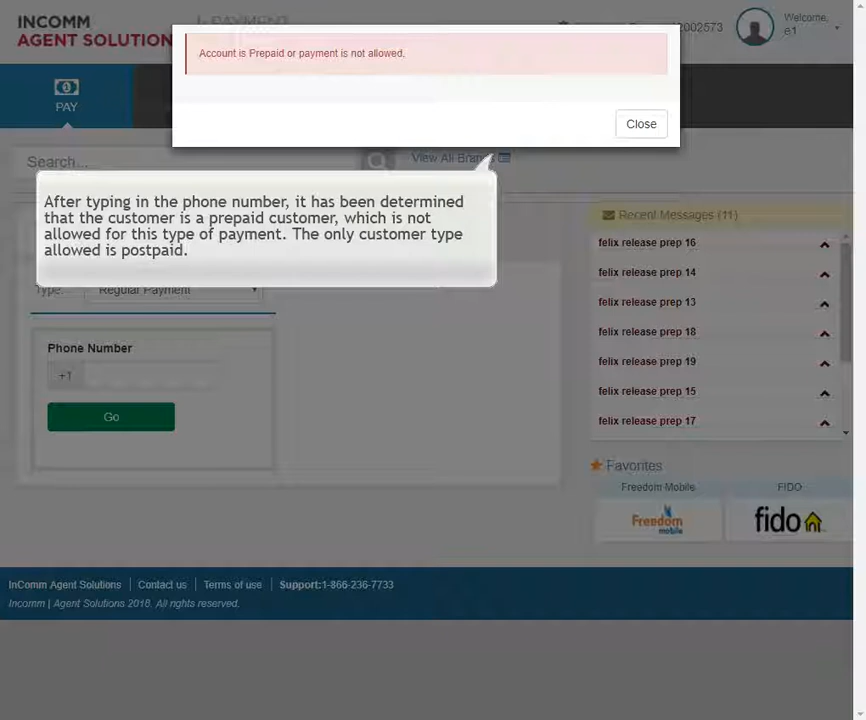 INCOMM
AGENT SOLUTION
PAYMENT
002573
Welcome,
e1
Account is Prepaid or payment is not allowed.
Close
PAY
Search...
View All Brands
After typing in the phone number, it has been determined
that the customer is a prepaid customer, which is not
allowed for this type of payment. The only customer type
allowed is postpaid.
Type... Regular Payment
Phone Number
+1
Go
Recent Messages (11)
felix release prep 16
felix release prep 14
felix release prep 13
felix release prep 18
felix release prep 19
felix release prep 15
felix release prep 17
Favorites
Freedom Mobile
FIDO
Freedom
mobile
fido
InComm Agent Solutions
Contact us
Terms of use
Support:1-866-236-7733
Incomm | Agent Solutions 2018. All rights reserved.